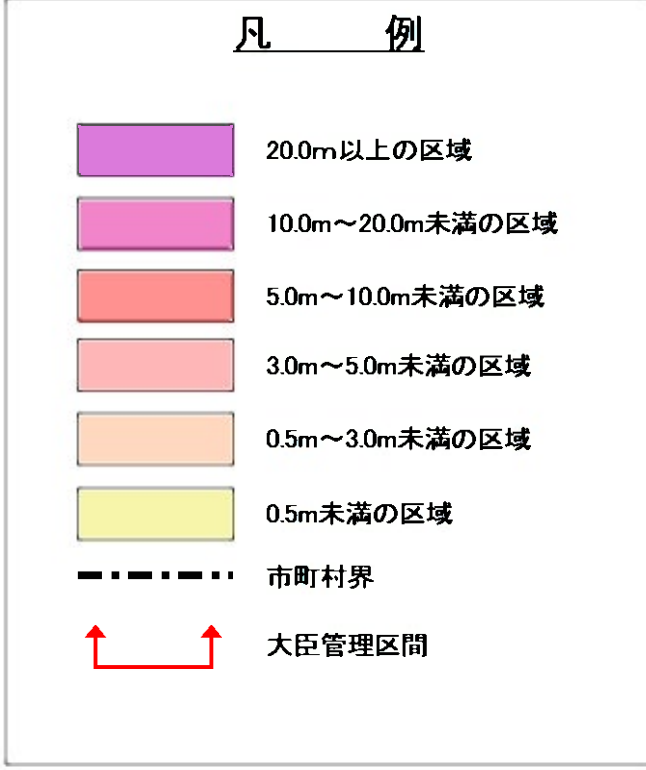 凡 例
20.0m以上の区域
10.0m～20.0m未満の区域
5.0m～10.0m未満の区域
3.0m～5.0m未満の区域
0.5m～3.0m未満の区域
0.5m未満の区域
市町村界
大臣管理区間